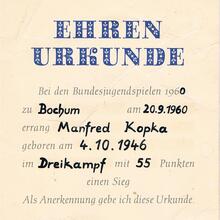 EHREN
URKUNDE
Bei den Bundesjugendspielen 1960
zu Bochum am 20.9.1960
errang Manfred Kopka
geboren am 4.10.1946
im Dreikampf mit 55 Punkten
einen Sieg
Als Anerkennung gebe ich diese Urkunde